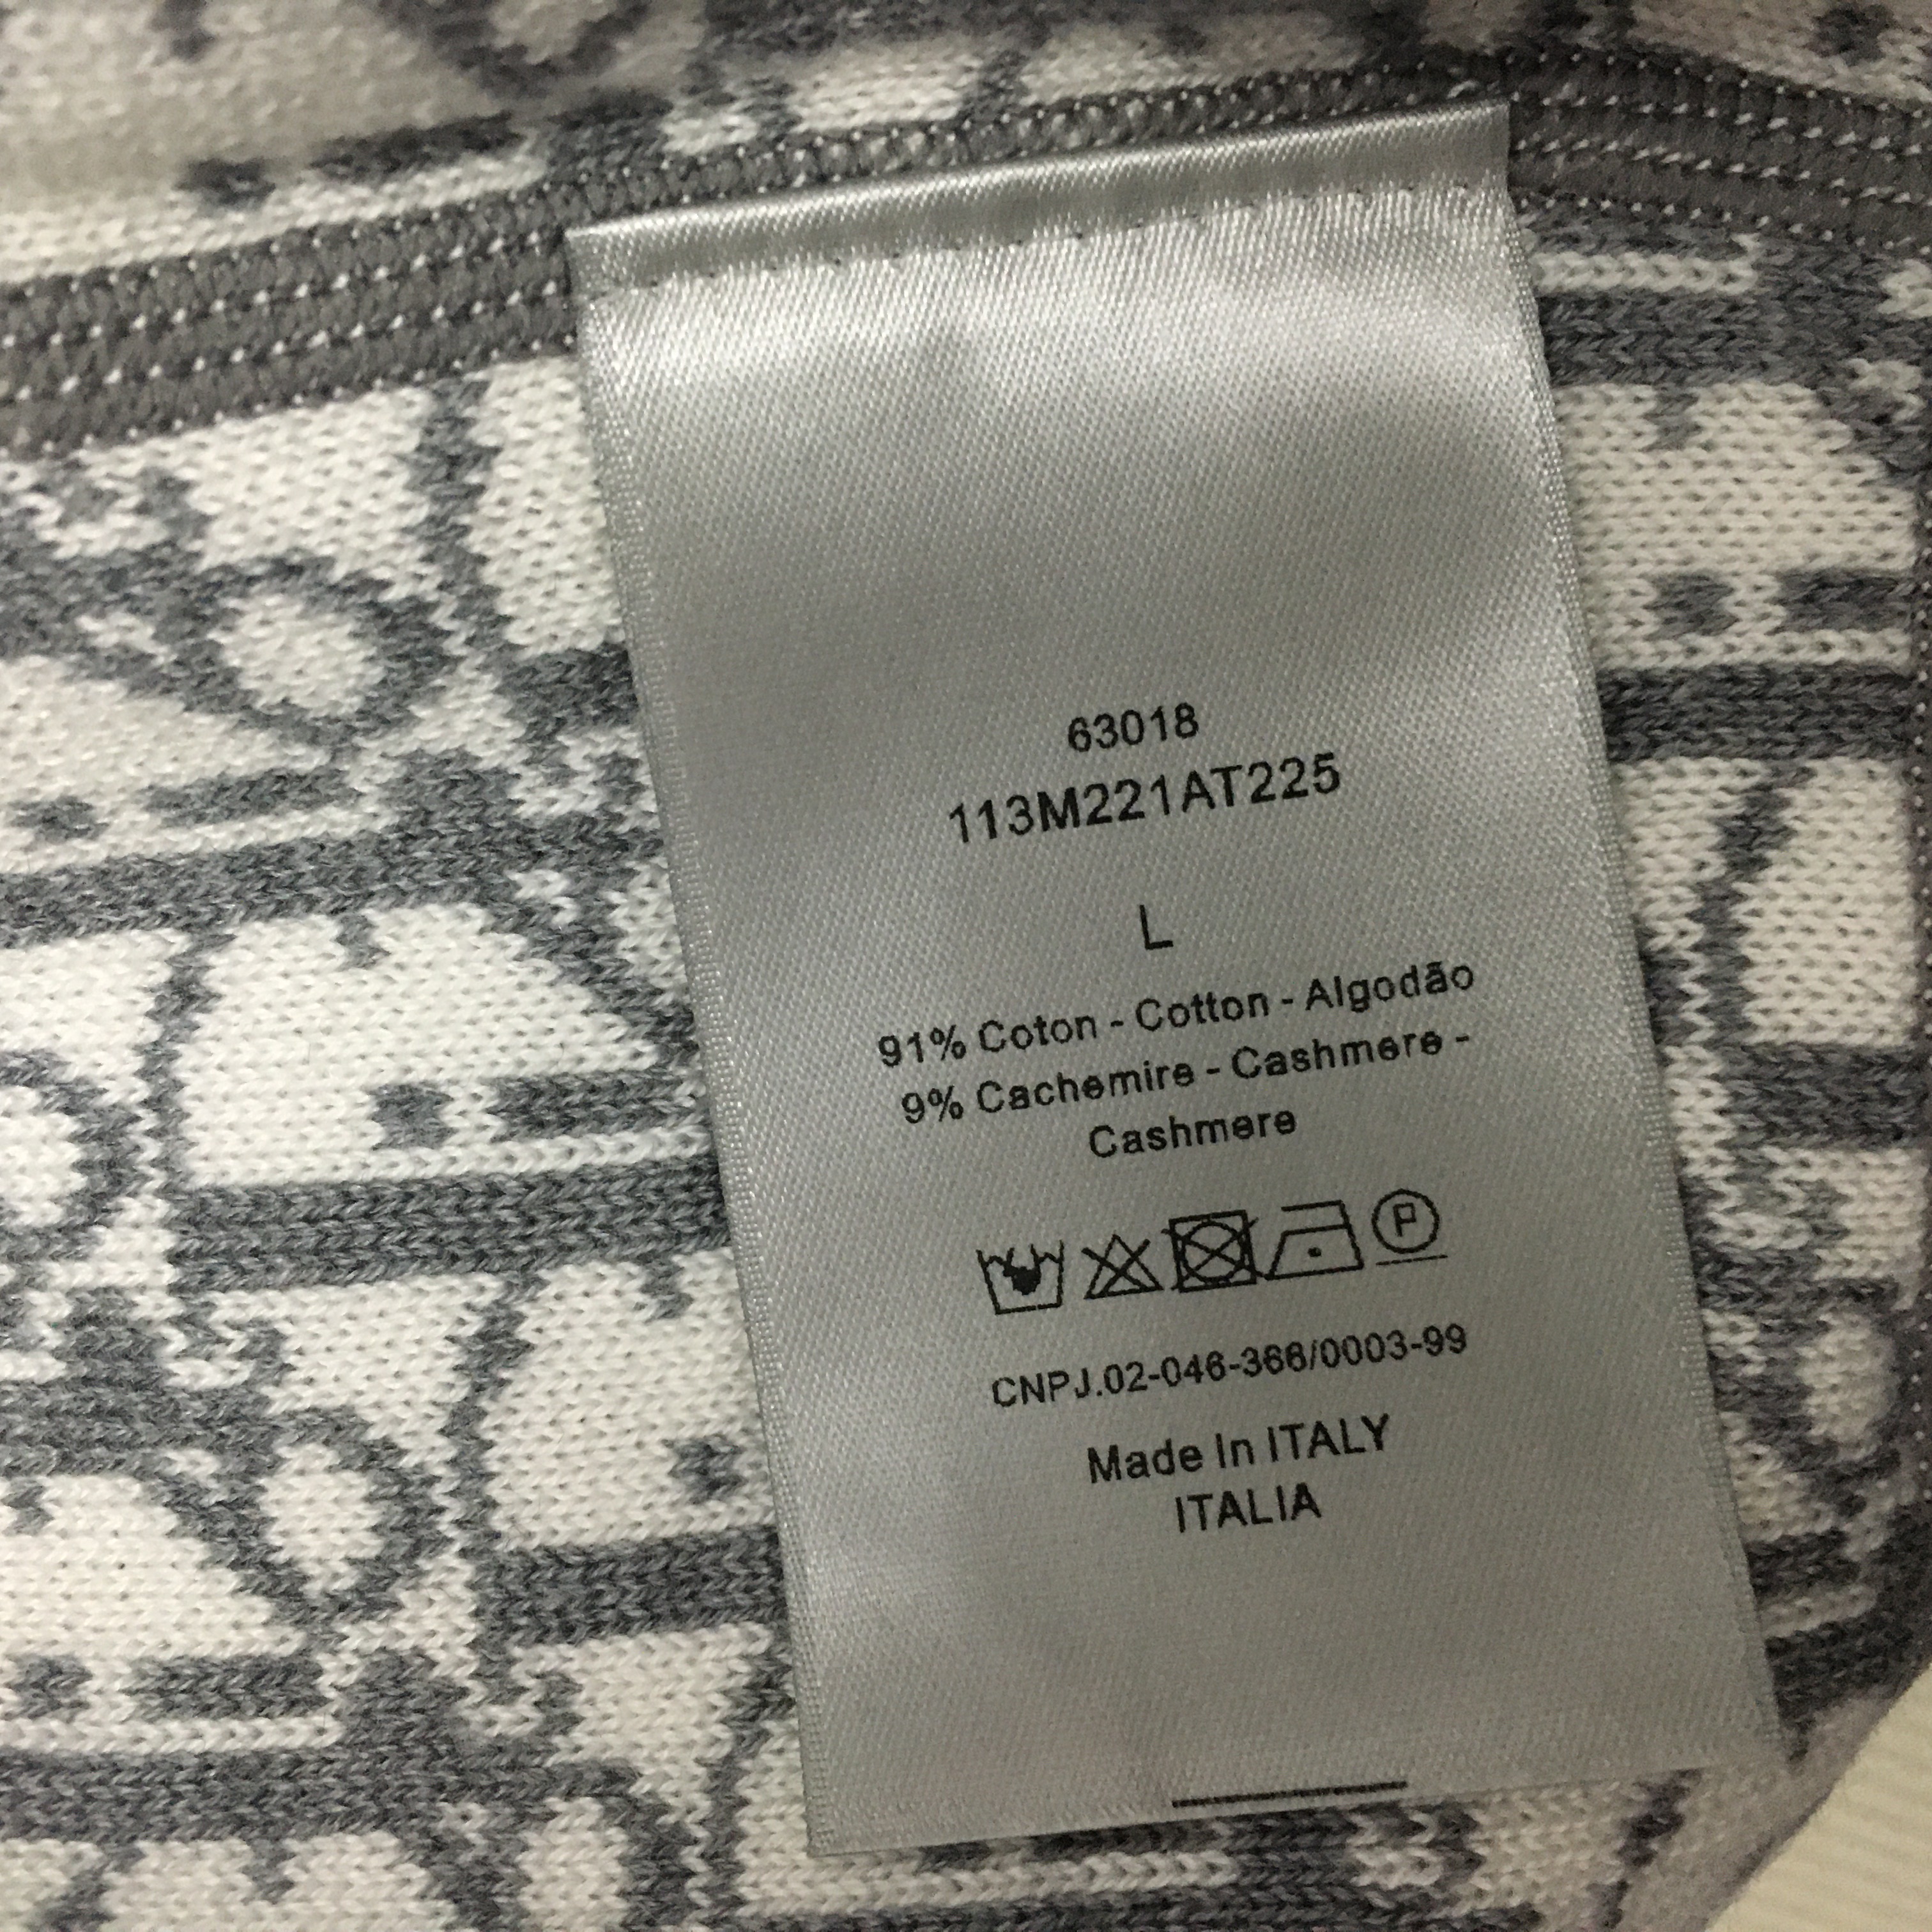 63018
113M221AT225
L
91% Coton - Cotton - Algodão
9% Cachemire - Cashmere -
Cashmere
P
CNPJ.02-046-366/0003-99
Made In ITALY
ITALIA